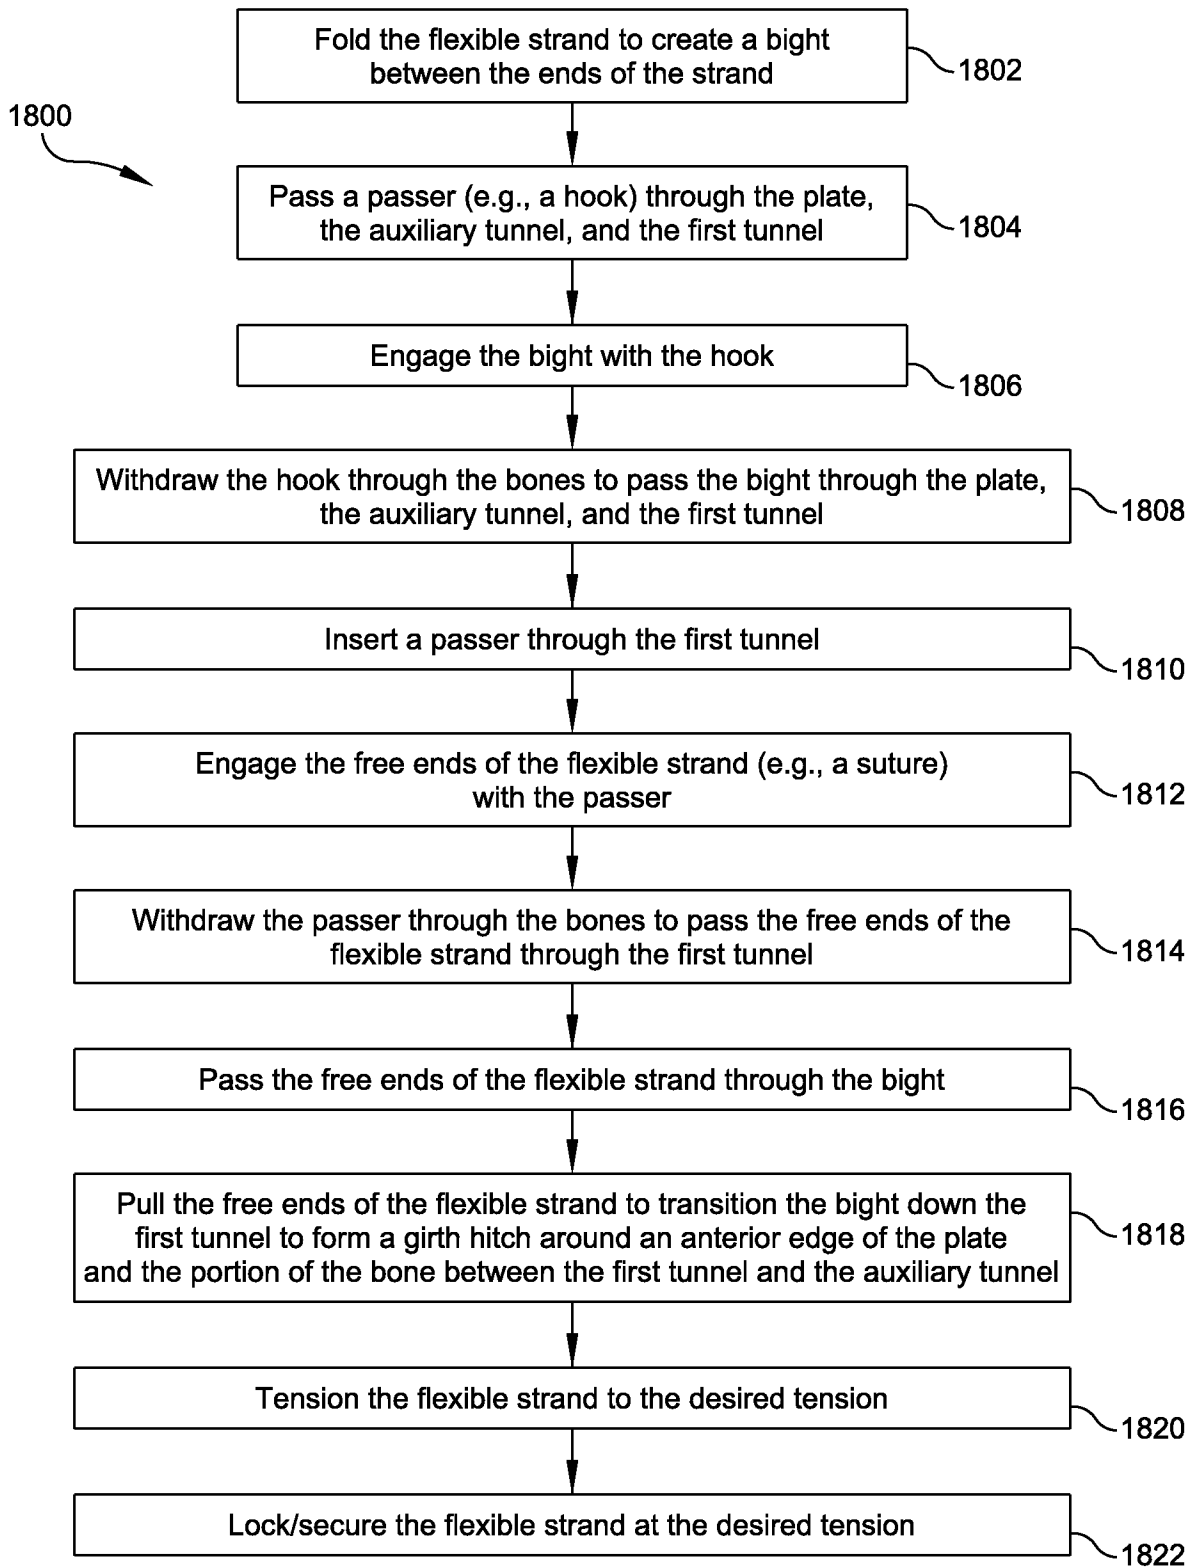 Fold the flexible strand to create a bight
between the ends of the strand
1802
1800
Pass a passer (e.g., a hook) through the plate,
the auxiliary tunnel, and the first tunnel
1804
Engage the bight with the hook
1806
Withdraw the hook through the bones to pass the bight through the plate,
the auxiliary tunnel, and the first tunnel
1808
Insert a passer through the first tunnel
1810
Engage the free ends of the flexible strand (e.g., a suture)
with the passer
1812
Withdraw the passer through the bones to pass the free ends of the
flexible strand through the first tunnel
1814
Pass the free ends of the flexible strand through the bight
1816
Pull the free ends of the flexible strand to transition the bight down the
first tunnel to form a girth hitch around an anterior edge of the plate
and the portion of the bone between the first tunnel and the auxiliary tunnel
1818
Tension the flexible strand to the desired tension
1820
Lock/secure the flexible strand at the desired tension
1822